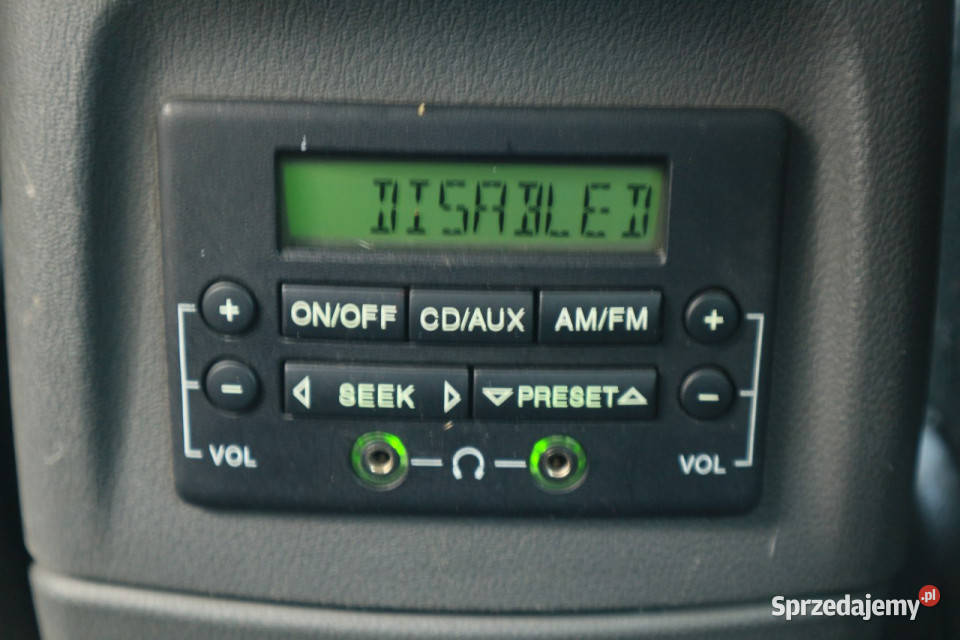 DISABLED
+ ON/OFF CD/AUX AM/FM +
- ◁ SEEK ▷ ▽ PRESET △ -
VOL VOL
Sprzedajemy.pl